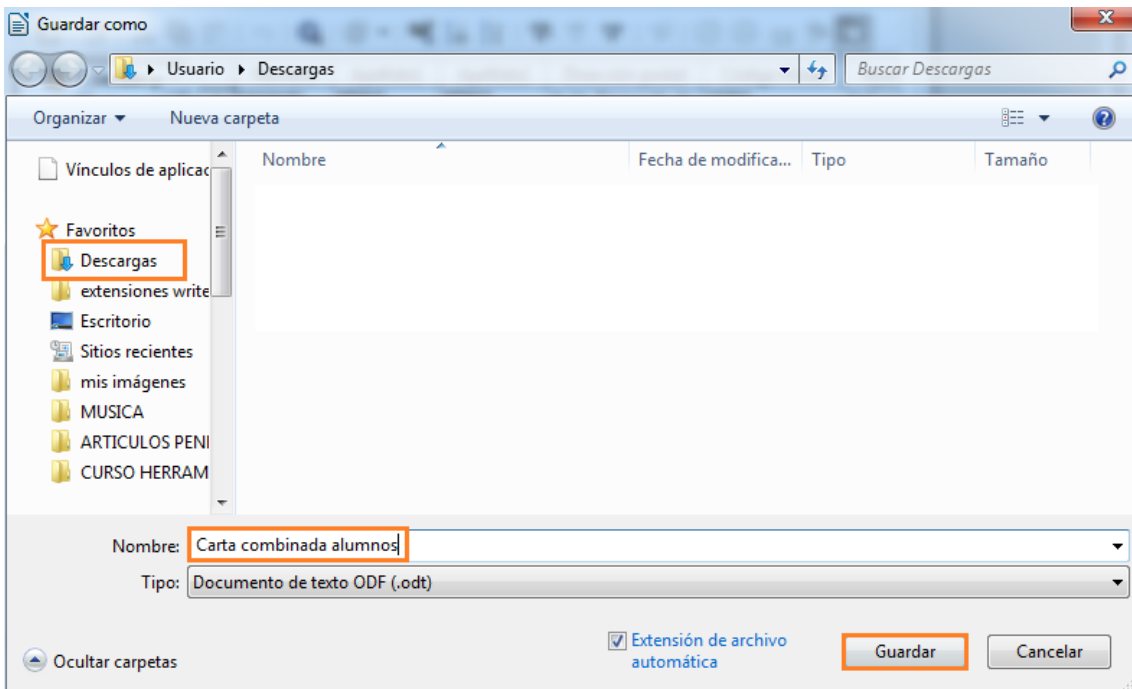 Guardar como
Usuario Descargas
Buscar Descargas
Organizar
Nueva carpeta
Vínculos de aplicac
Nombre
Fecha de modifica...
Tipo
Tamaño
Favoritos
Descargas
extensiones write
Escritorio
Sitios recientes
mis imágenes
MUSICA
ARTICULOS PEN
CURSO HERRAM
Nombre: Carta combinada alumnos
Tipo: Documento de texto ODF (.odt)
Extensión de archivo
automática
Guardar
Cancelar
Ocultar carpetas